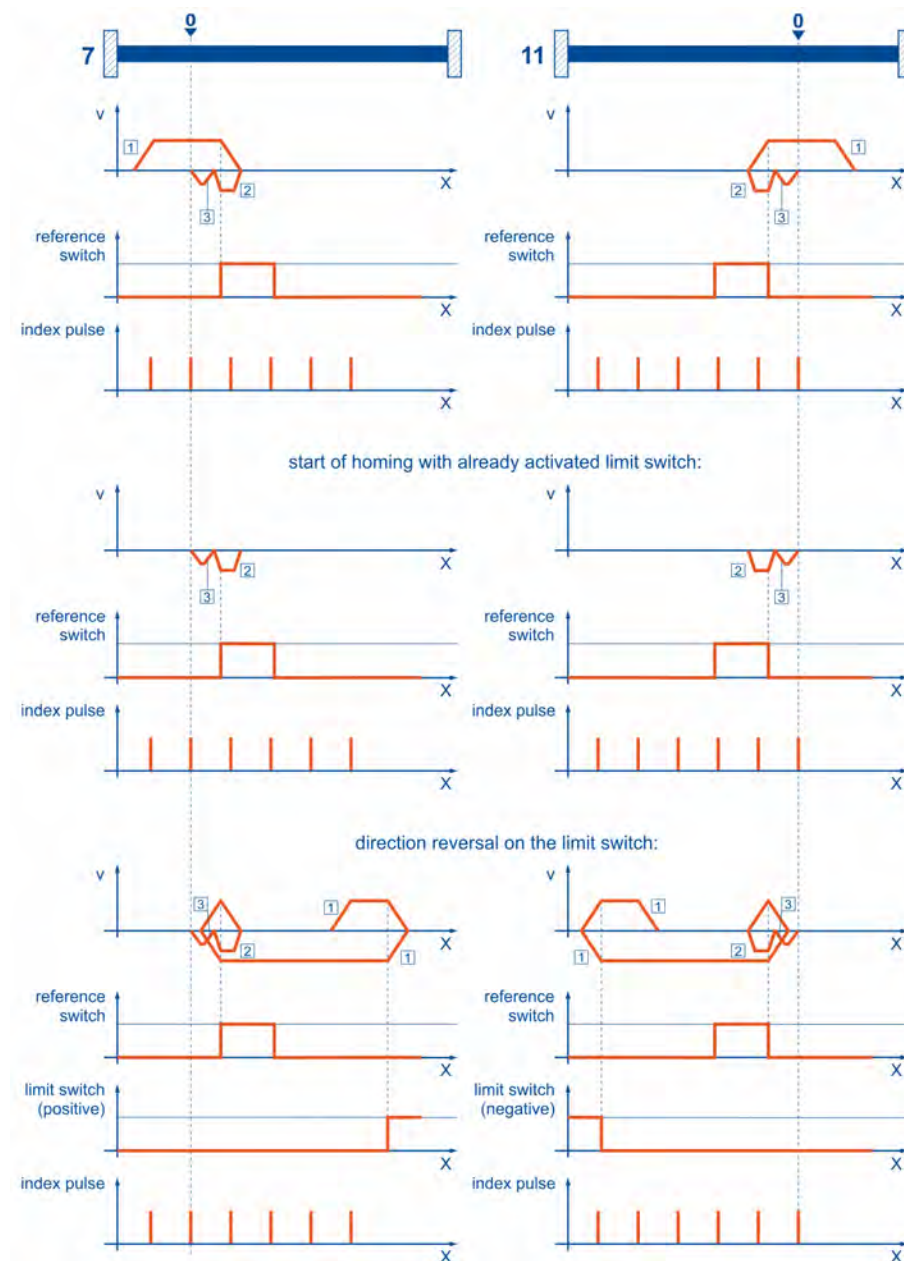 0
0
7
11
v
v
1
1
X
X
2
2
3
3
reference
switch
reference
switch
X
X
index pulse
index pulse
X
X
start of homing with already activated limit switch:
v
v
X
X
2
2
3
3
reference
switch
reference
switch
X
X
index pulse
index pulse
X
X
direction reversal on the limit switch:
v
v
3
1
1
3
X
X
2
1
1
2
reference
switch
reference
switch
X
X
limit switch
(positive)
limit switch
(negative)
X
X
index pulse
index pulse
X
X